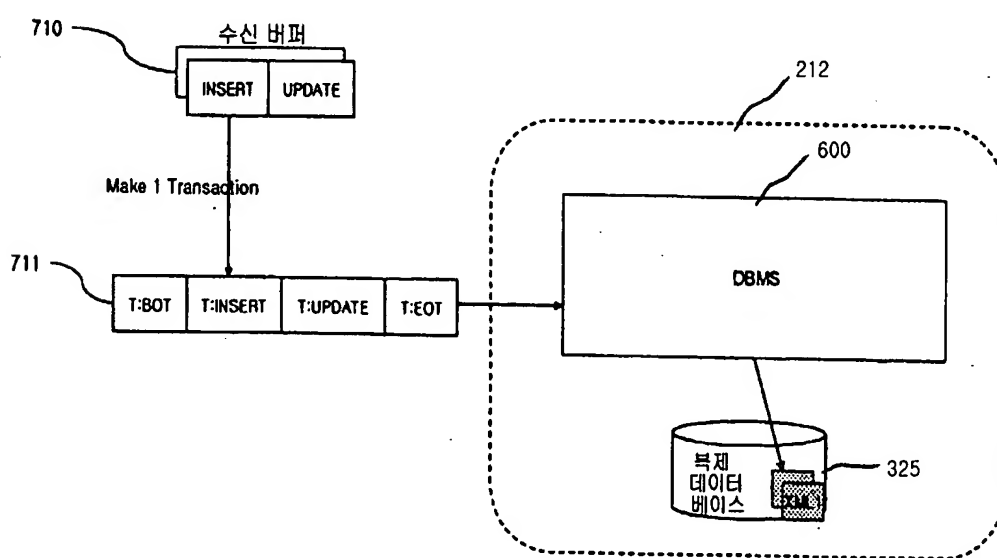 710
수신 버퍼
INSERT UPDATE
212
600
Make 1 Transaction
711
T:BOT T:INSERT T:UPDATE T:EOT
DBMS
복제
데이터
베이스
XML
325